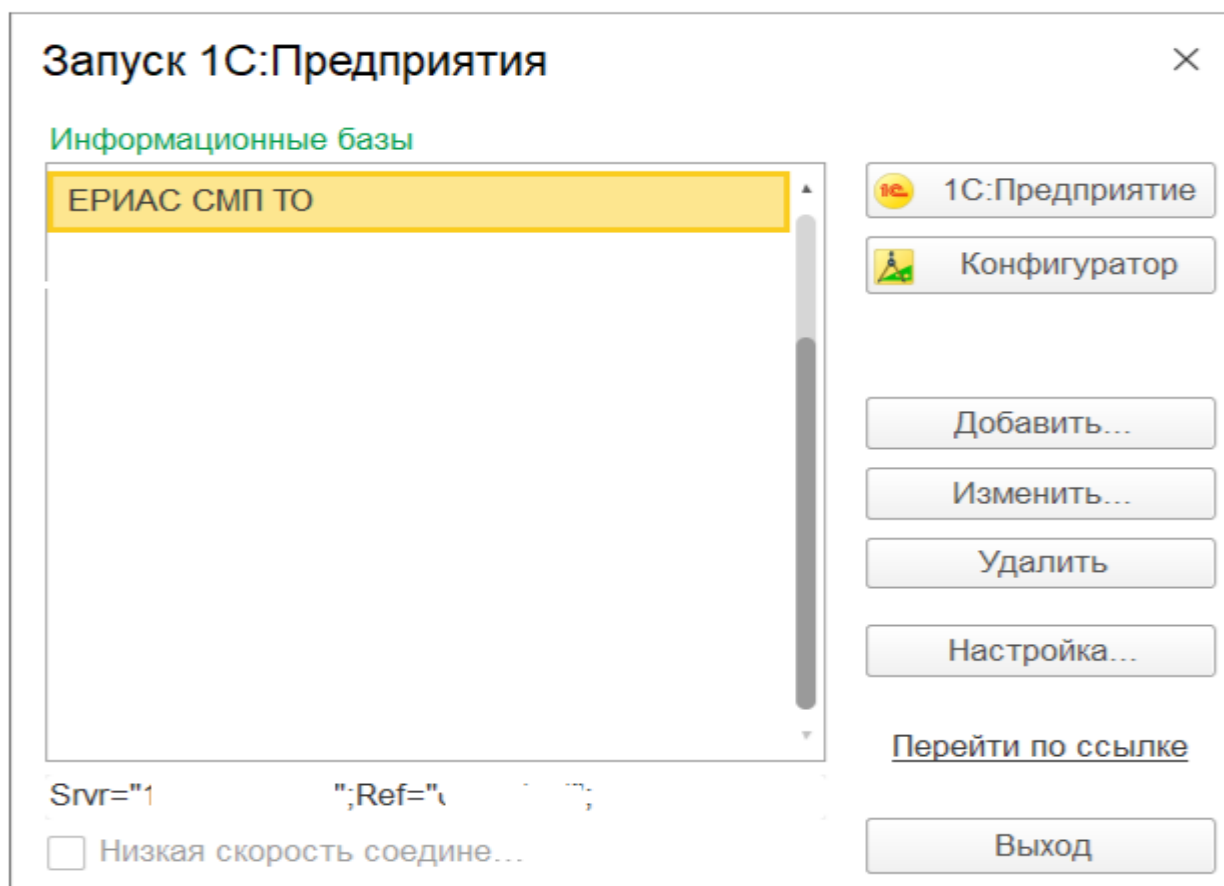 Запуск 1С:Предприятия
Информационные базы
ЕРИАС СМП ТО
1С:Предприятие
Конфигуратор
Добавить...
Изменить...
Удалить
Настройка...
Перейти по ссылке
Srvr="1 ";Ref=" ";
Низкая скорость соедине...
Выход